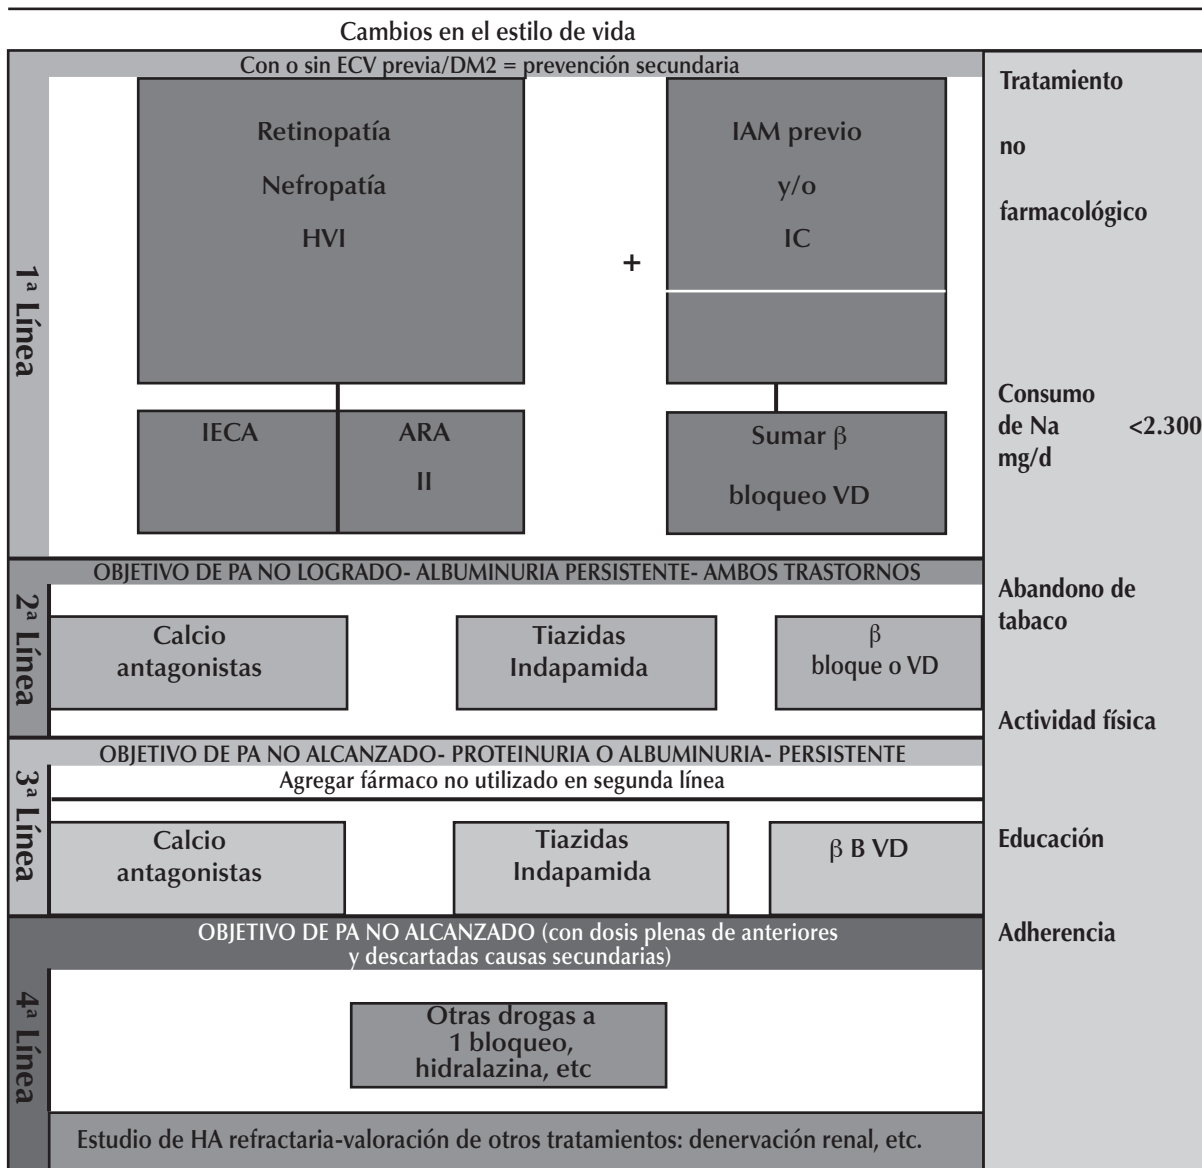 Cambios en el estilo de vida
Con o sin ECV previa/DM2 = prevención secundaria
1ª Línea
Retinopatía
Nefropatía
HVI
+
IAM previo
y/o
IC
IECA
ARA
II
Sumar β
bloqueo VD
OBJETIVO DE PA NO LOGRADO- ALBUMINURIA PERSISTENTE- AMBOS TRASTORNOS
2ª Línea
Calcio
antagonistas
Tiazidas
Indapamida
β
bloque o VD
OBJETIVO DE PA NO ALCANZADO- PROTEINURIA O ALBUMINURIA- PERSISTENTE
Agregar fármaco no utilizado en segunda línea
3ª Línea
Calcio
antagonistas
Tiazidas
Indapamida
β B VD
OBJETIVO DE PA NO ALCANZADO (con dosis plenas de anteriores
y descartadas causas secundarias)
4ª Línea
Otras drogas a
1 bloqueo,
hidralazina, etc
Estudio de HA refractaria-valoración de otros tratamientos: denervación renal, etc.
Tratamiento
no
farmacológico
Consumo
de Na <2.300
mg/d
Abandono de
tabaco
Actividad física
Educación
Adherencia